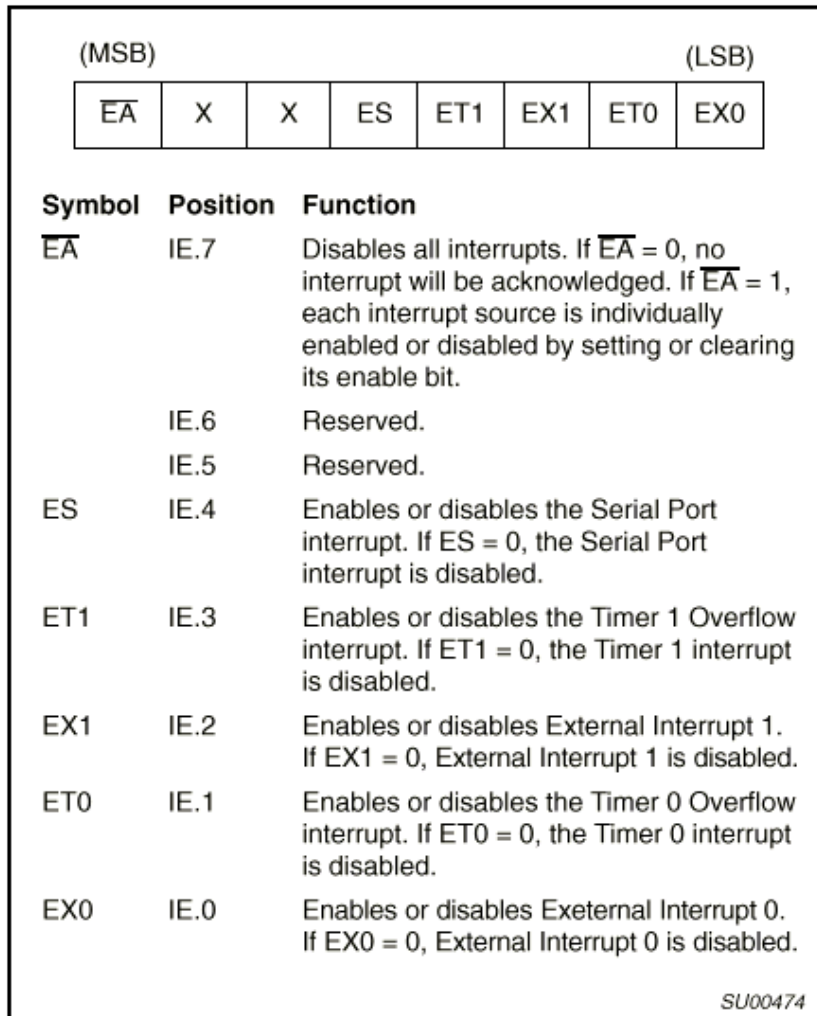 (MSB) (LSB)
E̅A̅ X X ES ET1 EX1 ET0 EX0
Symbol Position Function
E̅A̅ IE.7 Disables all interrupts. If E̅A̅ = 0, no
interrupt will be acknowledged. If E̅A̅ = 1,
each interrupt source is individually
enabled or disabled by setting or clearing
its enable bit.
IE.6 Reserved.
IE.5 Reserved.
ES IE.4 Enables or disables the Serial Port
interrupt. If ES = 0, the Serial Port
interrupt is disabled.
ET1 IE.3 Enables or disables the Timer 1 Overflow
interrupt. If ET1 = 0, the Timer 1 interrupt
is disabled.
EX1 IE.2 Enables or disables External Interrupt 1.
If EX1 = 0, External Interrupt 1 is disabled.
ET0 IE.1 Enables or disables the Timer 0 Overflow
interrupt. If ET0 = 0, the Timer 0 interrupt
is disabled.
EX0 IE.0 Enables or disables Exeternal Interrupt 0.
If EX0 = 0, External Interrupt 0 is disabled.
SU00474